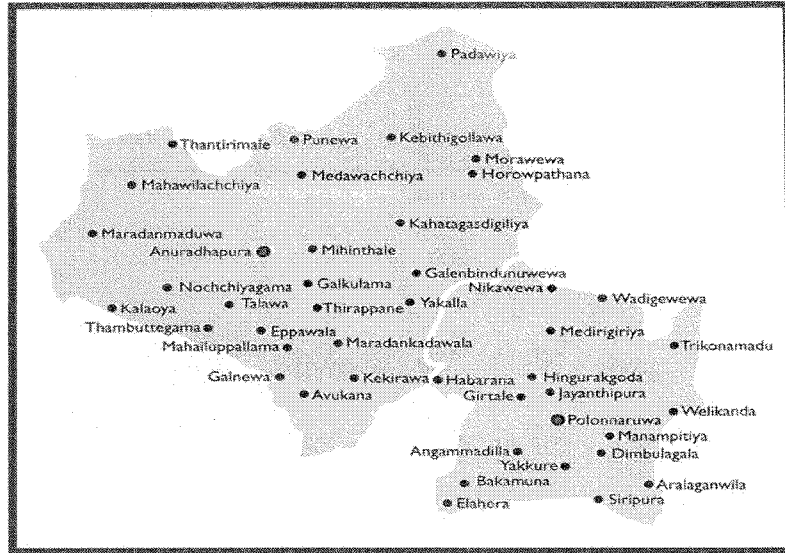 Padawiya
Punewa
Kebithigollawa
Thantirimale
Morawewa
Medawachchiya
Horowpathana
Mahawilachchiya
Kahatagasdigiliya
Maradanmaduwa
Anuradhapura
Mihinthale
Galenbindunuwewa
Nochchiyagama
Galkulama
Nikawewa
Wadigewewa
Kalaoya
Talawa
Thirappane
Yakalla
Thambuttegama
Eppawala
Medirigiriya
Mahailuppallama
Maradankadawala
Trikonamadu
Galnewa
Kekirawa
Habarana
Hingurakgoda
Avukana
Girtale
Jayanthipura
Polonnaruwa
Welikanda
Manampitiya
Angammadilla
Dimbulagala
Yakkure
Bakamuna
Aralaganwila
Elahera
Siripura